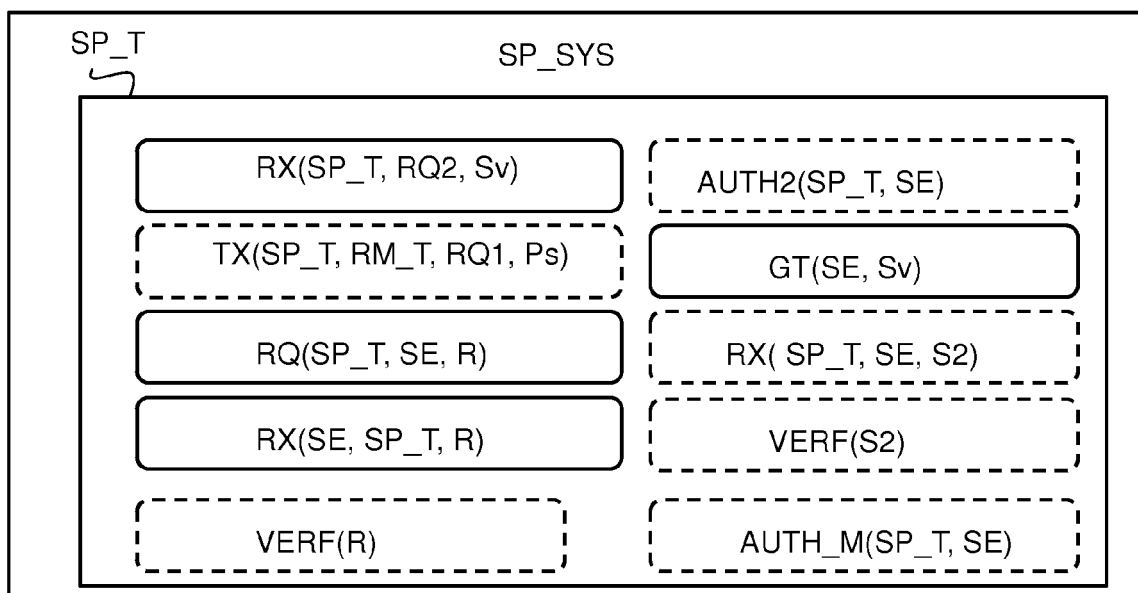 SP_T
SP_SYS
RX(SP_T, RQ2, Sv)
TX(SP_T, RM_T, RQ1, Ps)
RQ(SP_T, SE, R)
RX(SE, SP_T, R)
VERF(R)
AUTH2(SP_T, SE)
GT(SE, Sv)
RX( SP_T, SE, S2)
VERF(S2)
AUTH_M(SP_T, SE)